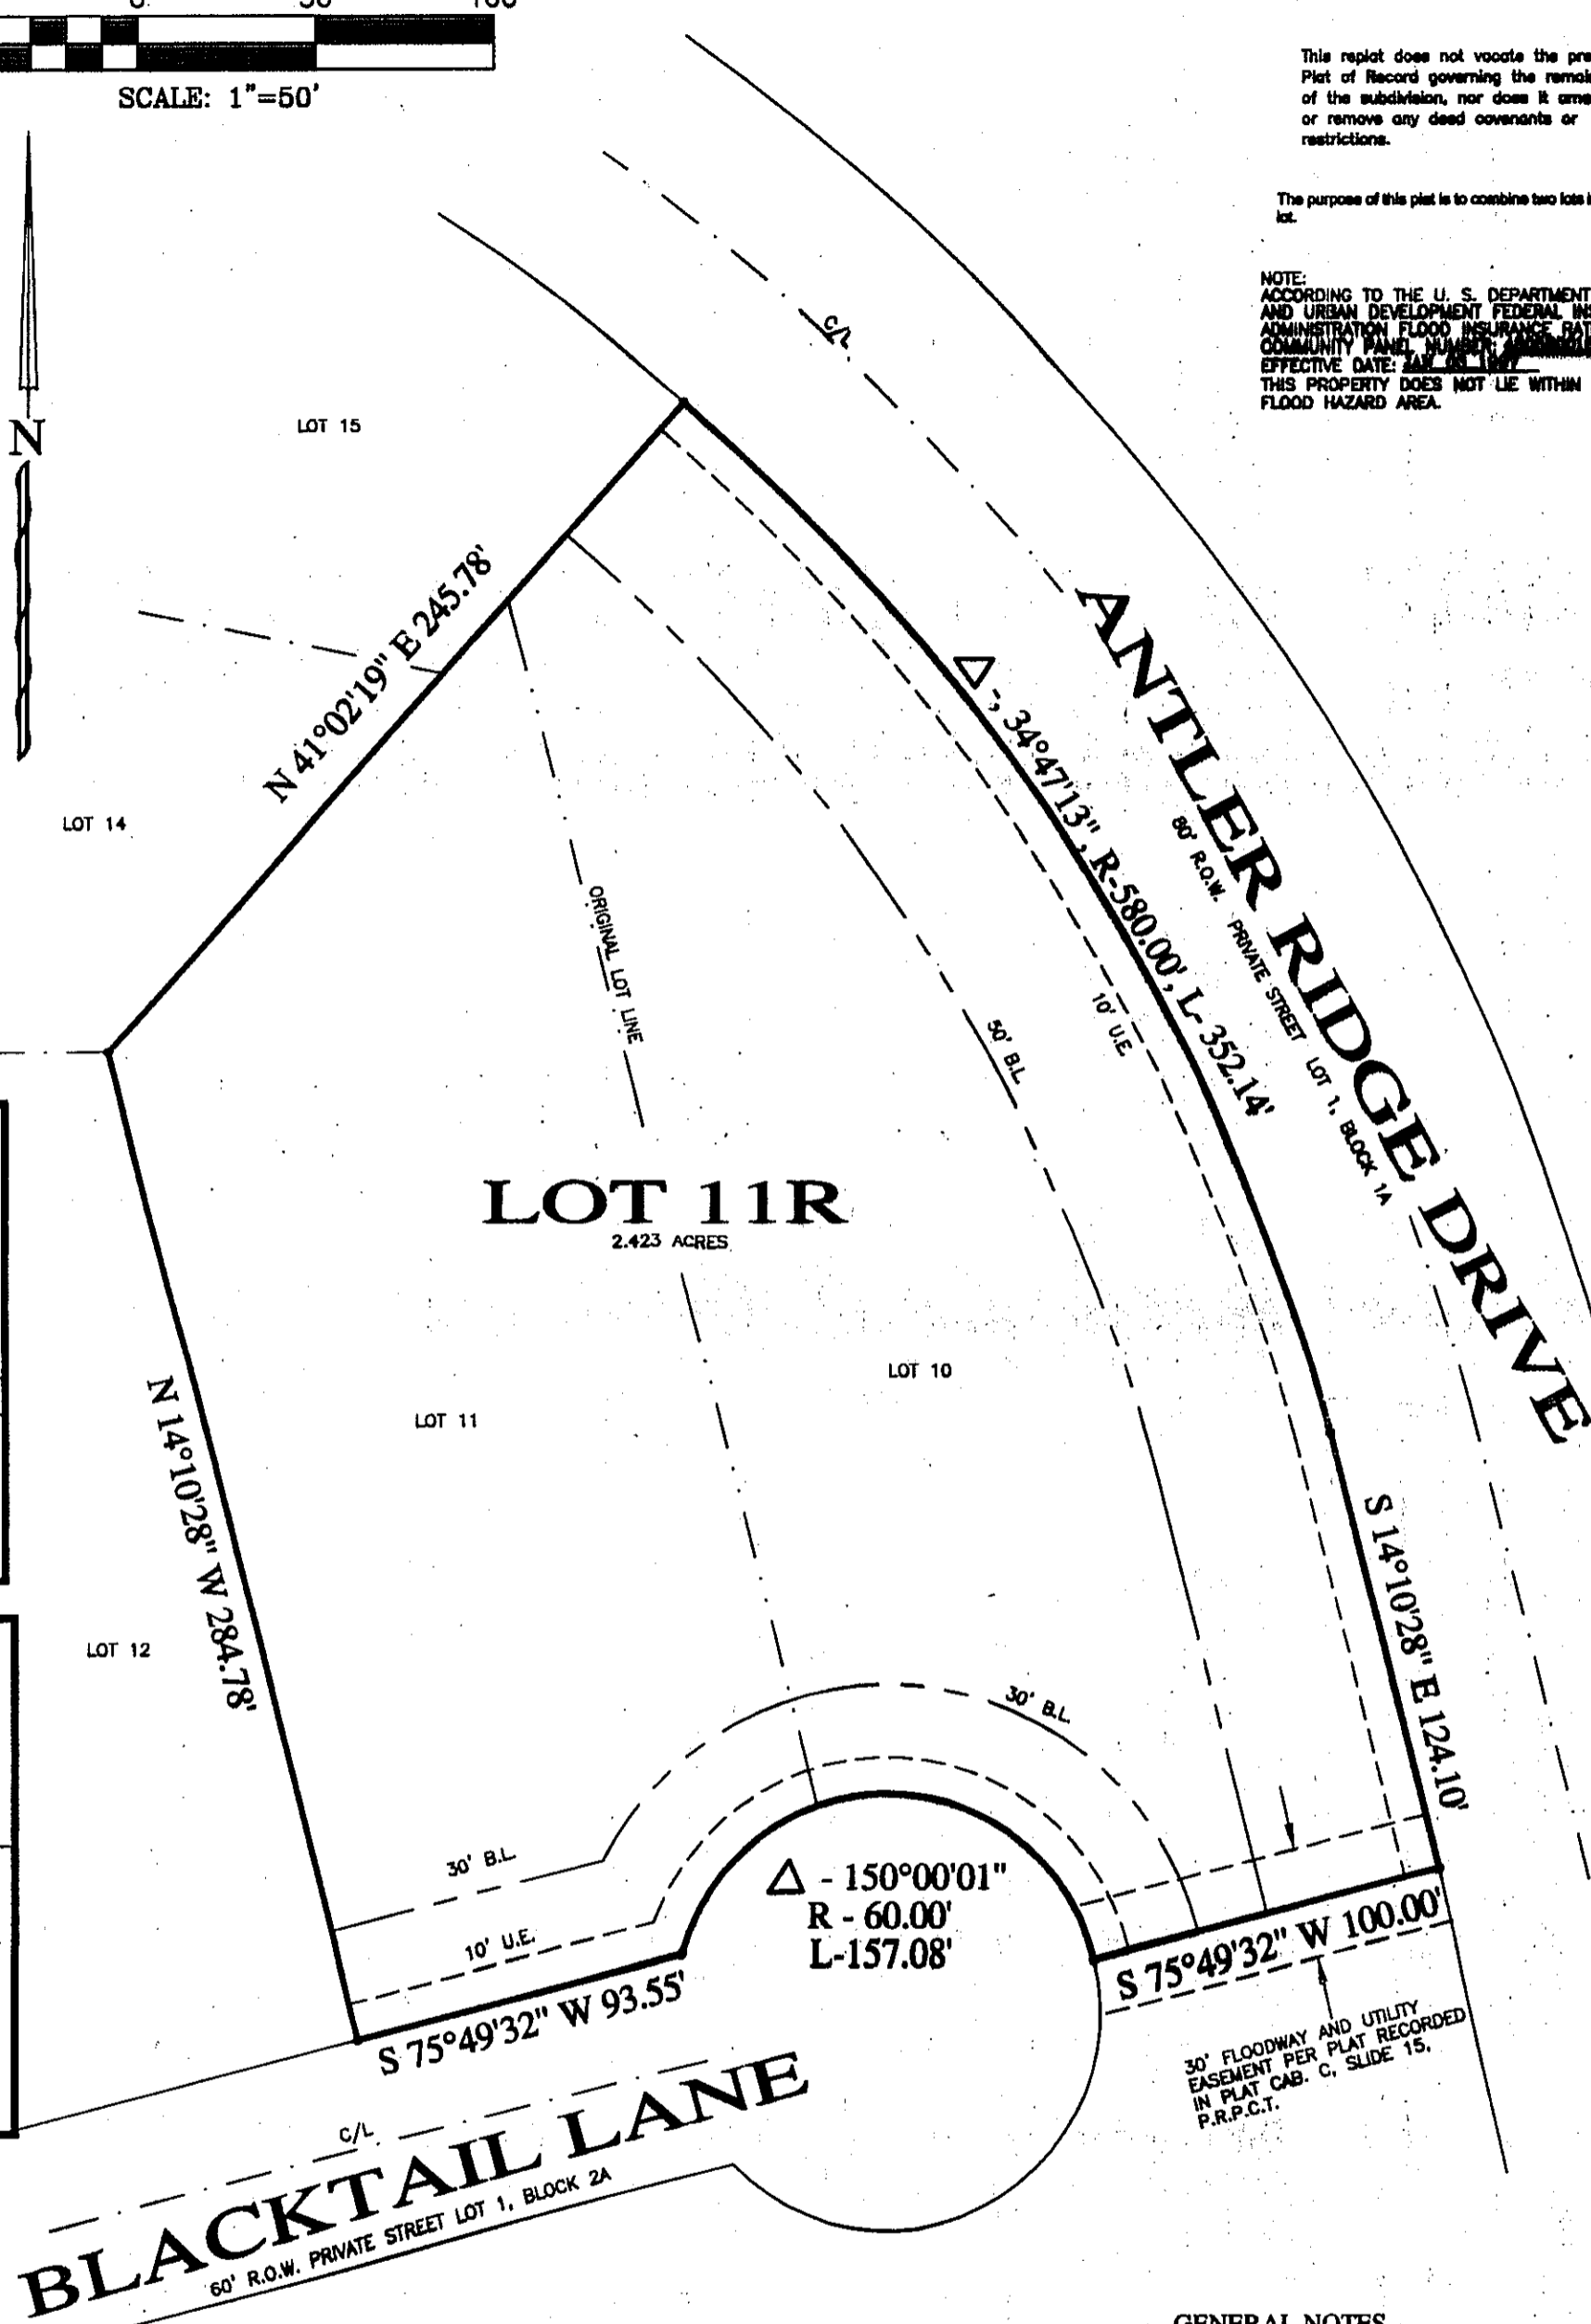 0 50 100
SCALE: 1"=50'
This replat does not vacate the
Plat of Record governing the
of the subdivision, nor does it
or remove any deed covenants or
restrictions.
The purpose of this plat is to combine two lots
lot.
NOTE:
ACCORDING TO THE U. S. DEPARTMENT
AND URBAN DEVELOPMENT FEDERAL
ADMINISTRATION FLOOD INSURANCE
COMMUNITY PANEL NUMBER:
EFFECTIVE DATE:
THIS PROPERTY DOES NOT LIE WITHIN
FLOOD HAZARD AREA.
N
C/L
LOT 15
N 41°02'19" E 245.78'
LOT 14
ANTLER RIDGE DRIVE
80' R.O.W. PRIVATE STREET LOT 1, BLOCK 1A
Δ -, 34°47'13", R-580.00', L- 352.14'
ORIGINAL LOT LINE
50' B.L.
10' U.E.
LOT 11R
2.423 ACRES
LOT 10
LOT 11
N 14°10'28" W 284.78'
S 14°10'28" E 124.10'
LOT 12
30' B.L.
30' B.L.
10' U.E.
Δ - 150°00'01"
R - 60.00'
L-157.08'
S 75°49'32" W 93.55'
S 75°49'32" W 100.00'
30' FLOODWAY AND UTILITY
EASEMENT PER PLAT RECORDED
IN PLAT CAB. C, SLIDE 15,
P.R.P.C.T.
C/L
BLACKTAIL LANE
60' R.O.W. PRIVATE STREET LOT 1, BLOCK 2A
GENERAL NOTES